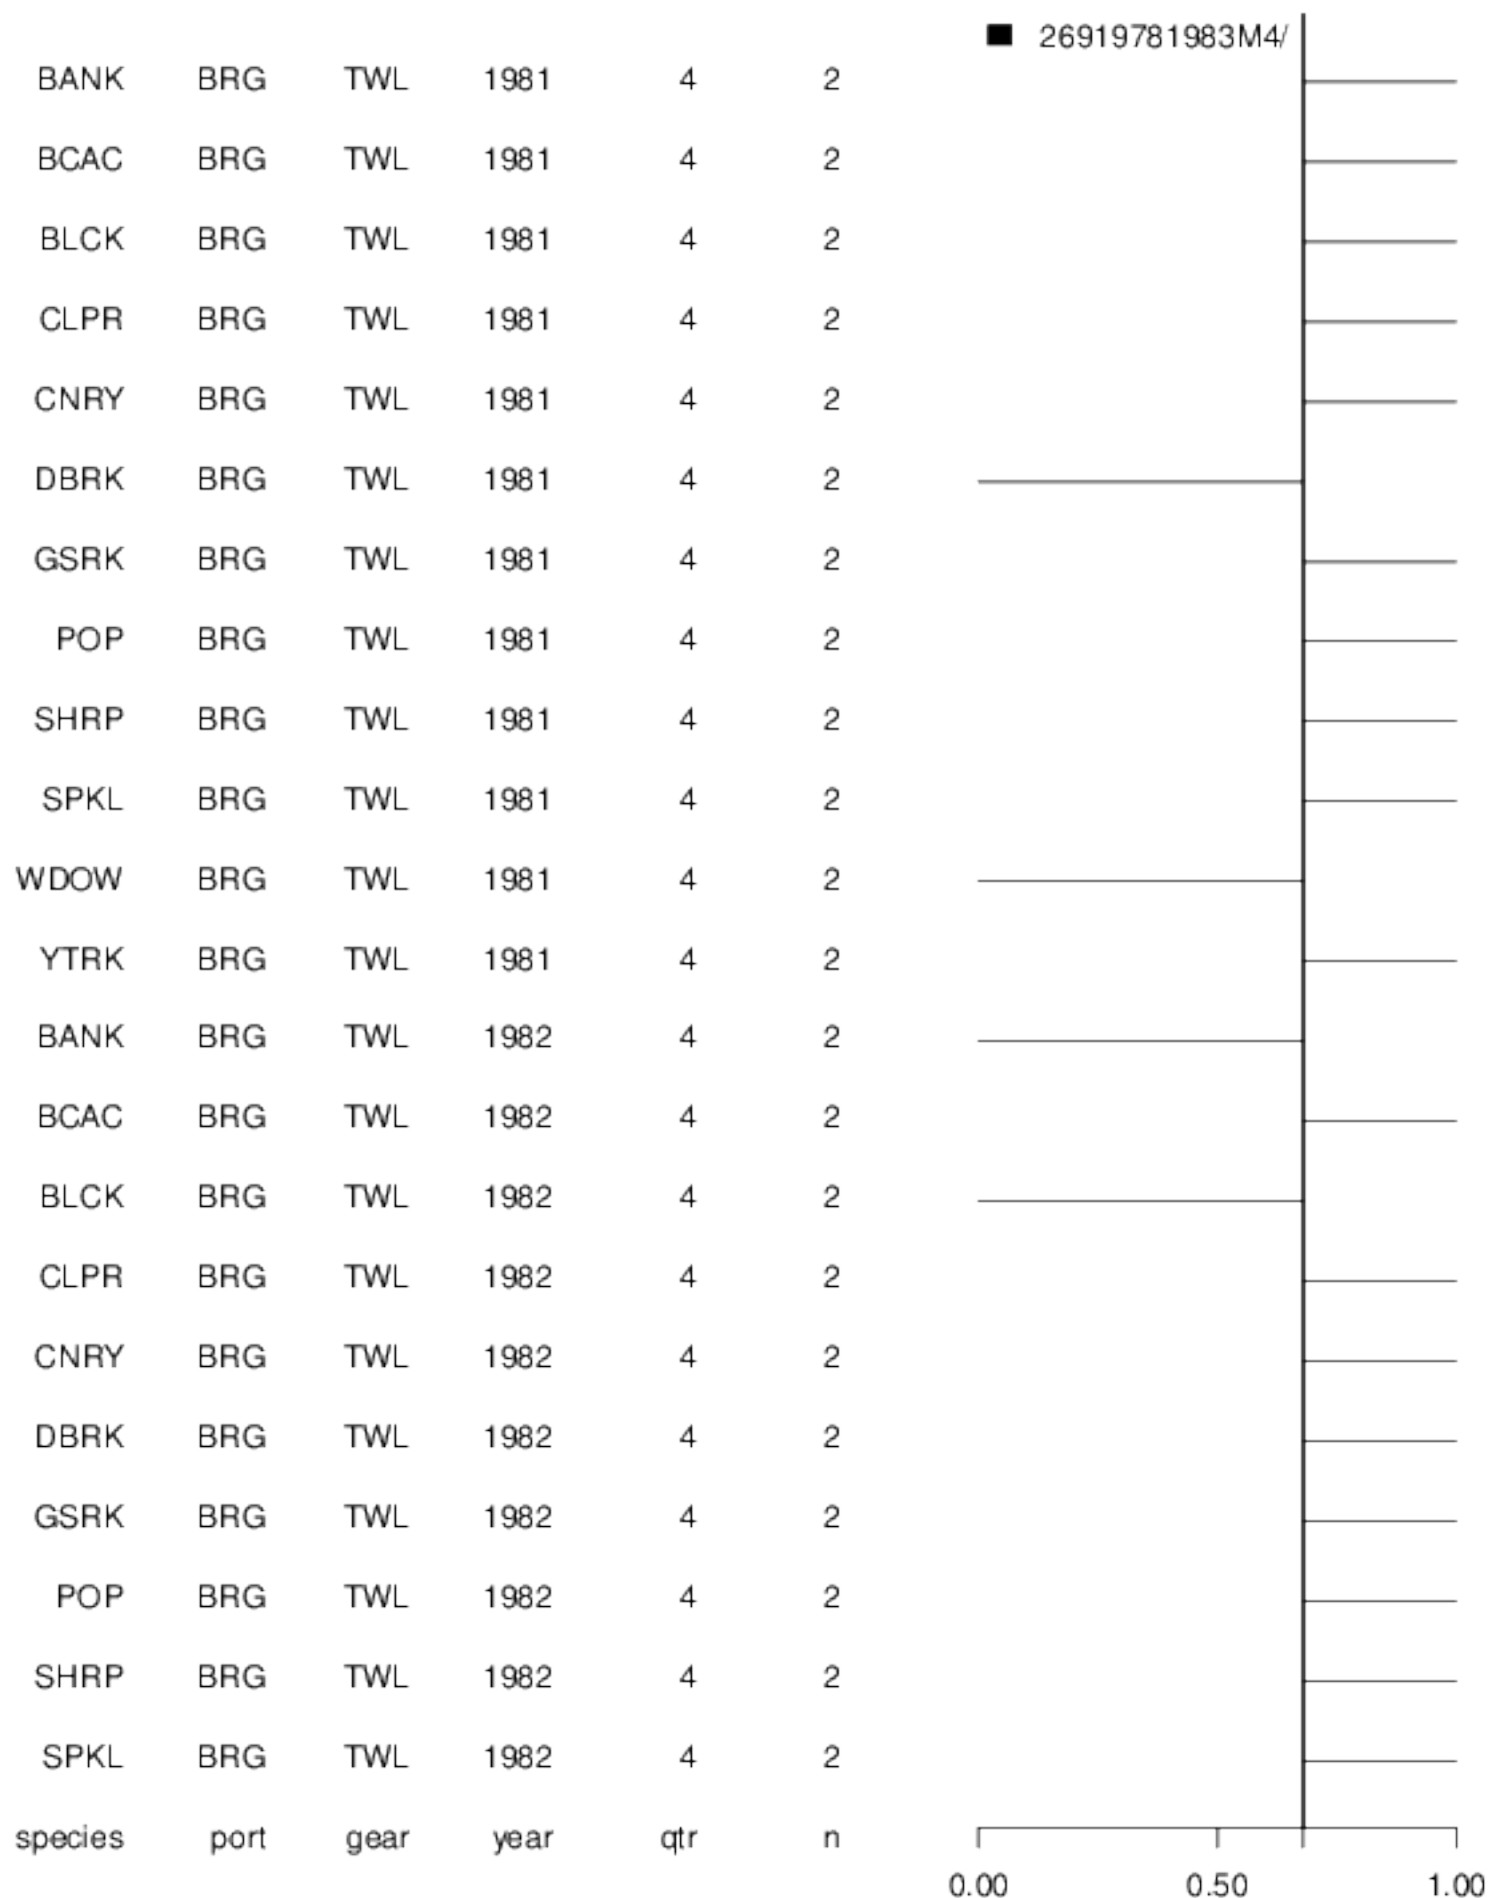 26919781983M4/
BANK BRG TWL 1981 4 2
BCAC BRG TWL 1981 4 2
BLCK BRG TWL 1981 4 2
CLPR BRG TWL 1981 4 2
CNRY BRG TWL 1981 4 2
DBRK BRG TWL 1981 4 2
GSRK BRG TWL 1981 4 2
POP BRG TWL 1981 4 2
SHRP BRG TWL 1981 4 2
SPKL BRG TWL 1981 4 2
WDOW BRG TWL 1981 4 2
YTRK BRG TWL 1981 4 2
BANK BRG TWL 1982 4 2
BCAC BRG TWL 1982 4 2
BLCK BRG TWL 1982 4 2
CLPR BRG TWL 1982 4 2
CNRY BRG TWL 1982 4 2
DBRK BRG TWL 1982 4 2
GSRK BRG TWL 1982 4 2
POP BRG TWL 1982 4 2
SHRP BRG TWL 1982 4 2
SPKL BRG TWL 1982 4 2
species port gear year qtr n
0.00 0.50 1.00